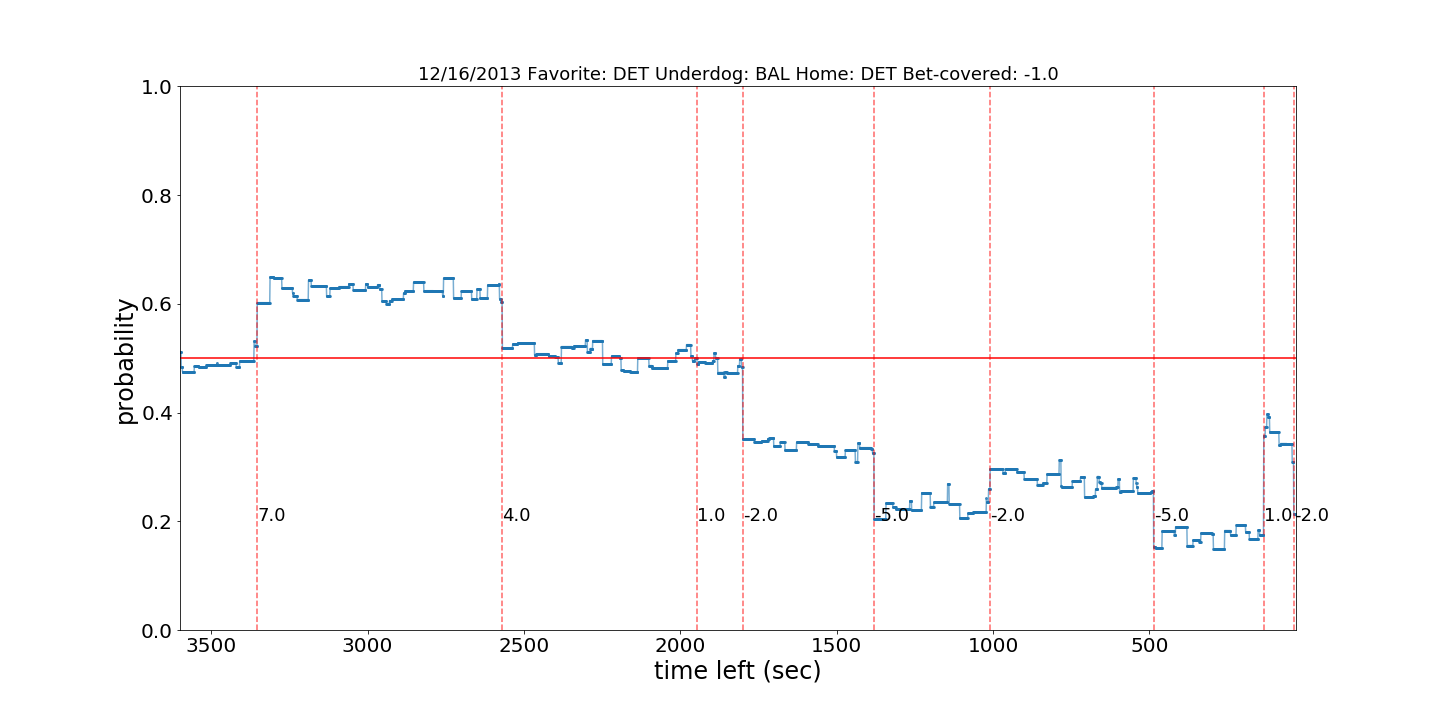 12/16/2013 Favorite: DET Underdog: BAL Home: DET Bet-covered: -1.0
1.0
0.8
0.6
0.4
0.2
0.0
probability
7.0 4.0 1.0 -2.0 -5.0 -2.0 -5.0 1.0 -2.0
3500 3000 2500 2000 1500 1000 500
time left (sec)